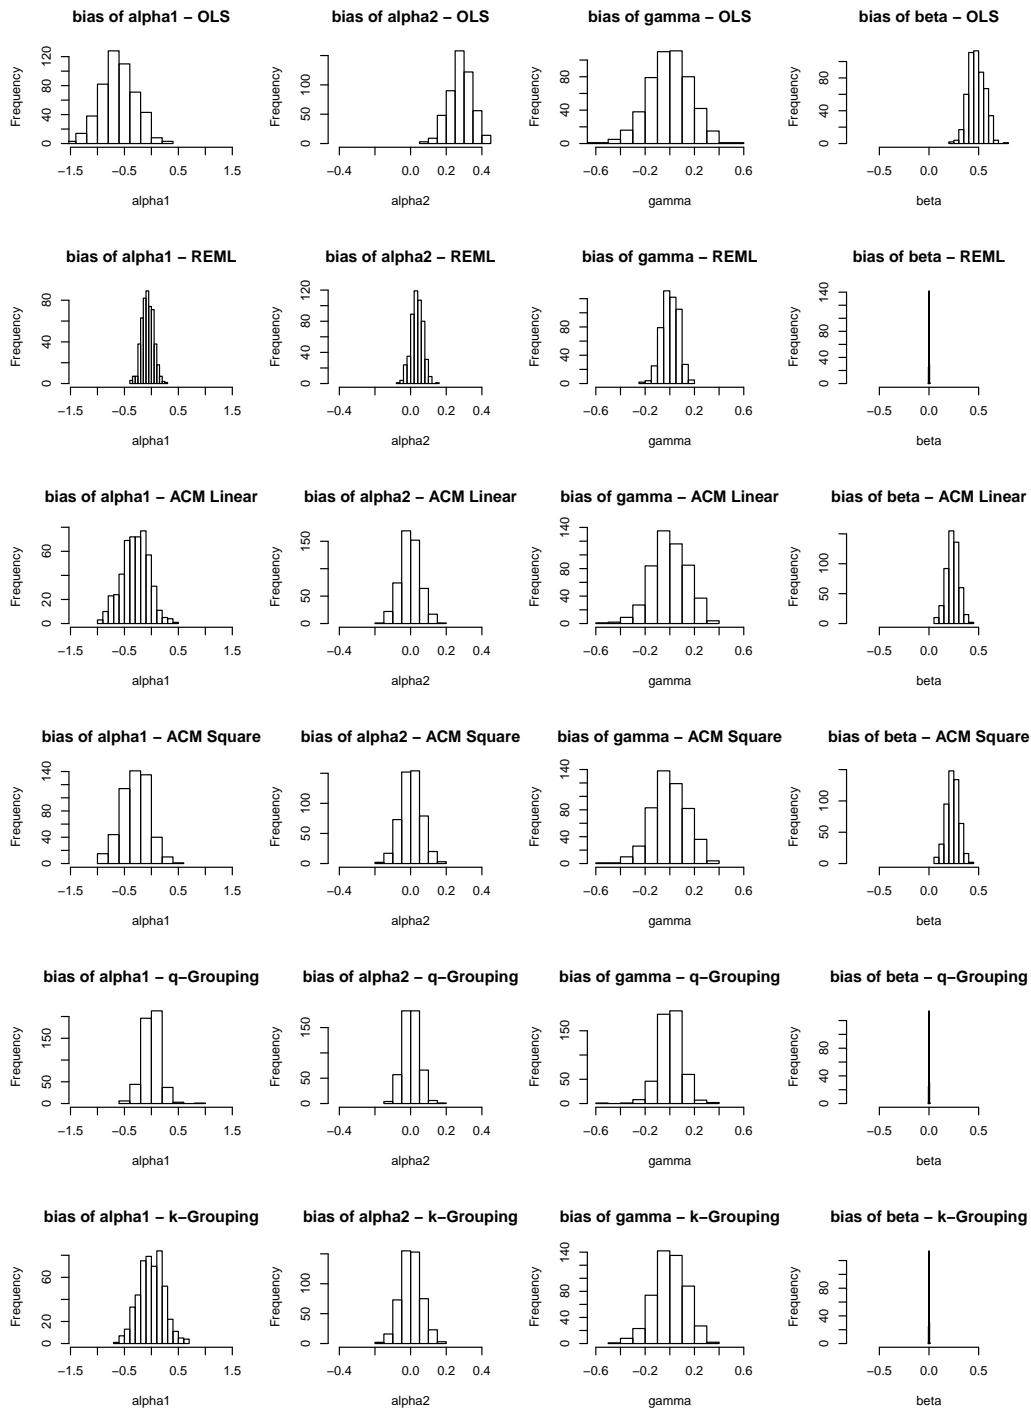 bias of alpha1 − OLS
Frequency
0 40 80 120
−1.5 −0.5 0.5 1.5
alpha1
bias of alpha2 − OLS
Frequency
0 50 100
−0.4 0.0 0.2 0.4
alpha2
bias of gamma − OLS
Frequency
0 40 80
−0.6 −0.2 0.2 0.6
gamma
bias of beta − OLS
Frequency
0 40 80
−0.5 0.0 0.5
beta
bias of alpha1 − REML
Frequency
0 40 80
−1.5 −0.5 0.5 1.5
alpha1
bias of alpha2 − REML
Frequency
0 40 80 120
−0.4 0.0 0.2 0.4
alpha2
bias of gamma − REML
Frequency
0 40 80
−0.6 −0.2 0.2 0.6
gamma
bias of beta − REML
Frequency
0 40 80 140
−0.5 0.0 0.5
beta
bias of alpha1 − ACM Linear
Frequency
0 20 60
−1.5 −0.5 0.5 1.5
alpha1
bias of alpha2 − ACM Linear
Frequency
0 50 150
−0.4 0.0 0.2 0.4
alpha2
bias of gamma − ACM Linear
Frequency
0 40 80 140
−0.6 −0.2 0.2 0.6
gamma
bias of beta − ACM Linear
Frequency
0 50 100
−0.5 0.0 0.5
beta
bias of alpha1 − ACM Square
Frequency
0 40 80 140
−1.5 −0.5 0.5 1.5
alpha1
bias of alpha2 − ACM Square
Frequency
0 50 100
−0.4 0.0 0.2 0.4
alpha2
bias of gamma − ACM Square
Frequency
0 40 80 140
−0.6 −0.2 0.2 0.6
gamma
bias of beta − ACM Square
Frequency
0 50 100
−0.5 0.0 0.5
beta
bias of alpha1 − q−Grouping
Frequency
0 50 150
−1.5 −0.5 0.5 1.5
alpha1
bias of alpha2 − q−Grouping
Frequency
0 50 150
−0.4 0.0 0.2 0.4
alpha2
bias of gamma − q−Grouping
Frequency
0 50 150
−0.6 −0.2 0.2 0.6
gamma
bias of beta − q−Grouping
Frequency
0 40 80
−0.5 0.0 0.5
beta
bias of alpha1 − k−Grouping
Frequency
0 20 60
−1.5 −0.5 0.5 1.5
alpha1
bias of alpha2 − k−Grouping
Frequency
0 50 100
−0.4 0.0 0.2 0.4
alpha2
bias of gamma − k−Grouping
Frequency
0 40 80 140
−0.6 −0.2 0.2 0.6
gamma
bias of beta − k−Grouping
Frequency
0 40 80
−0.5 0.0 0.5
beta